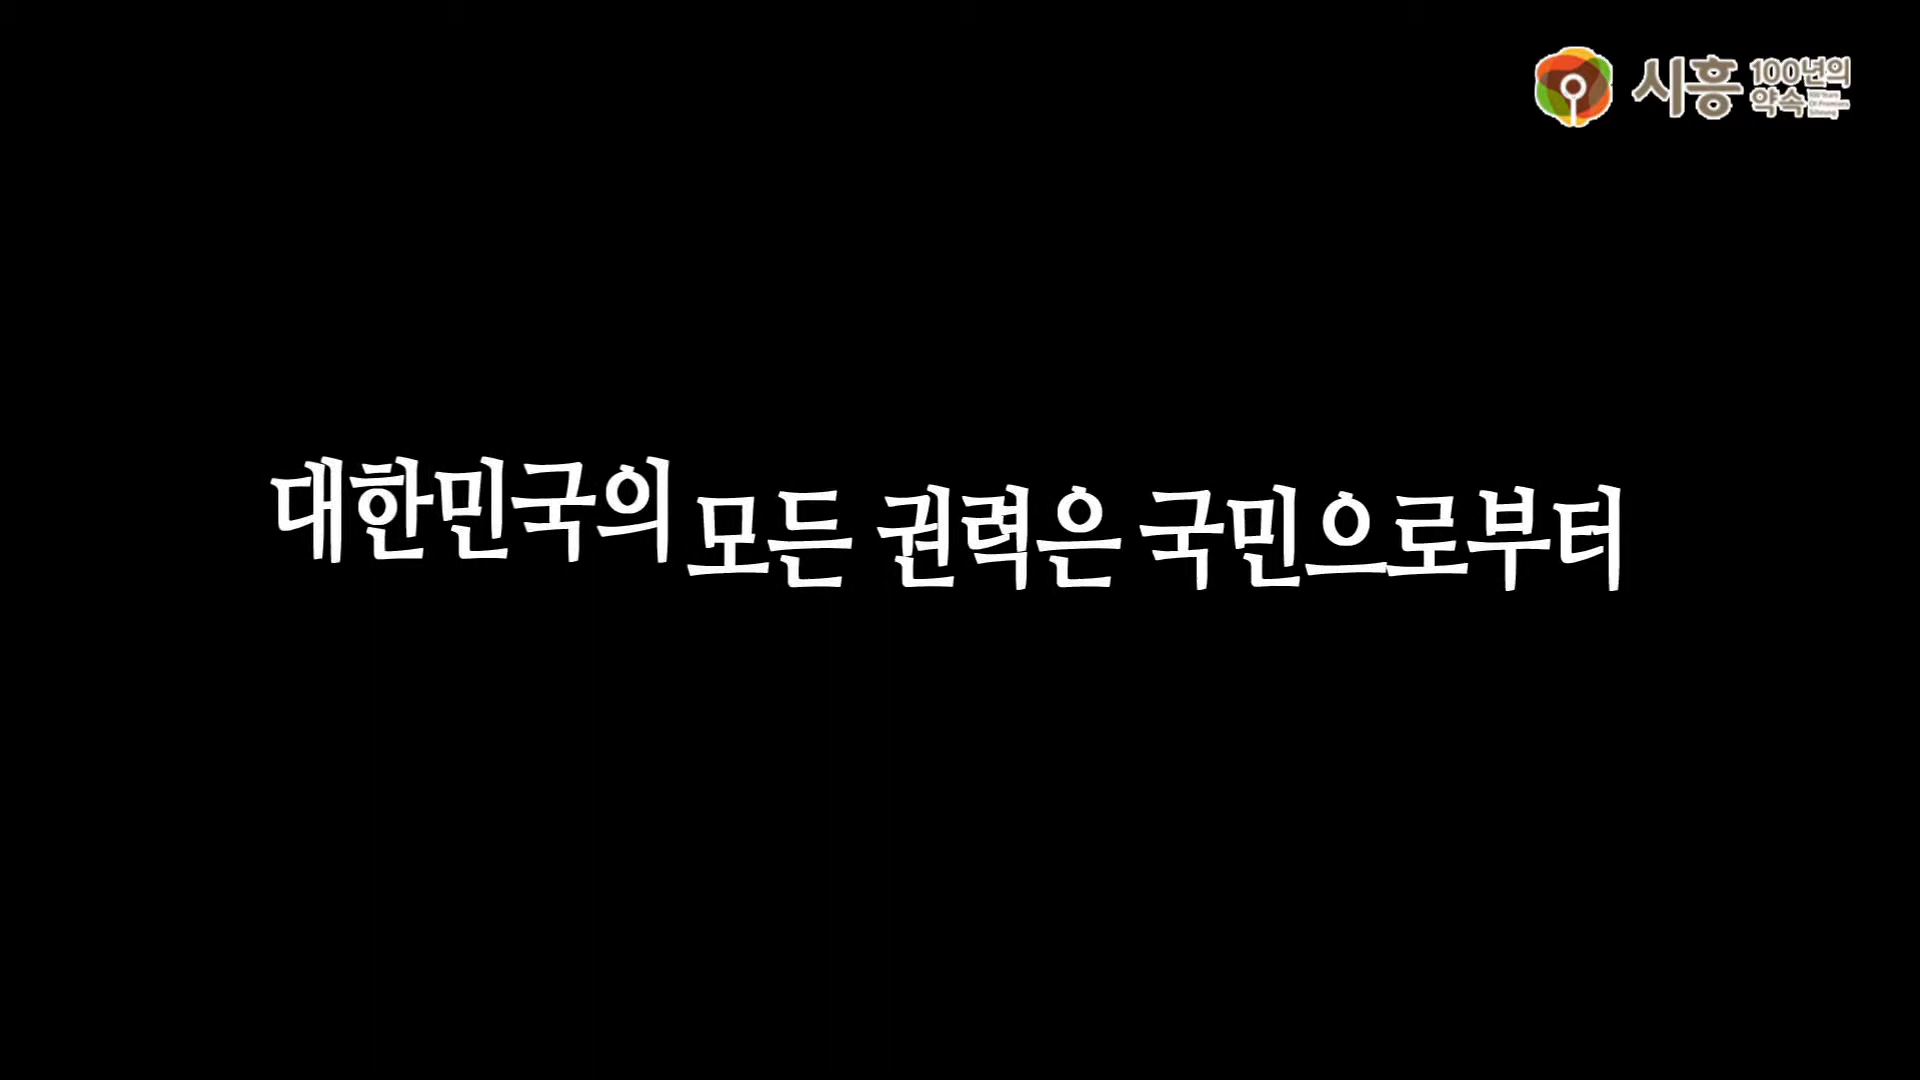 시흥 100년의
약속
대한민국의 모든 권력은 국민으로부터